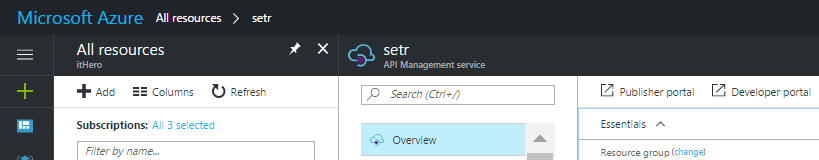 Microsoft Azure All resources > setr
All resources
itHero
setr
API Management service
Add Columns Refresh
Search (Ctrl+/)
Publisher portal Developer portal
Subscriptions: All 3 selected
Overview
Essentials
Filter by name...
Resource group (change)